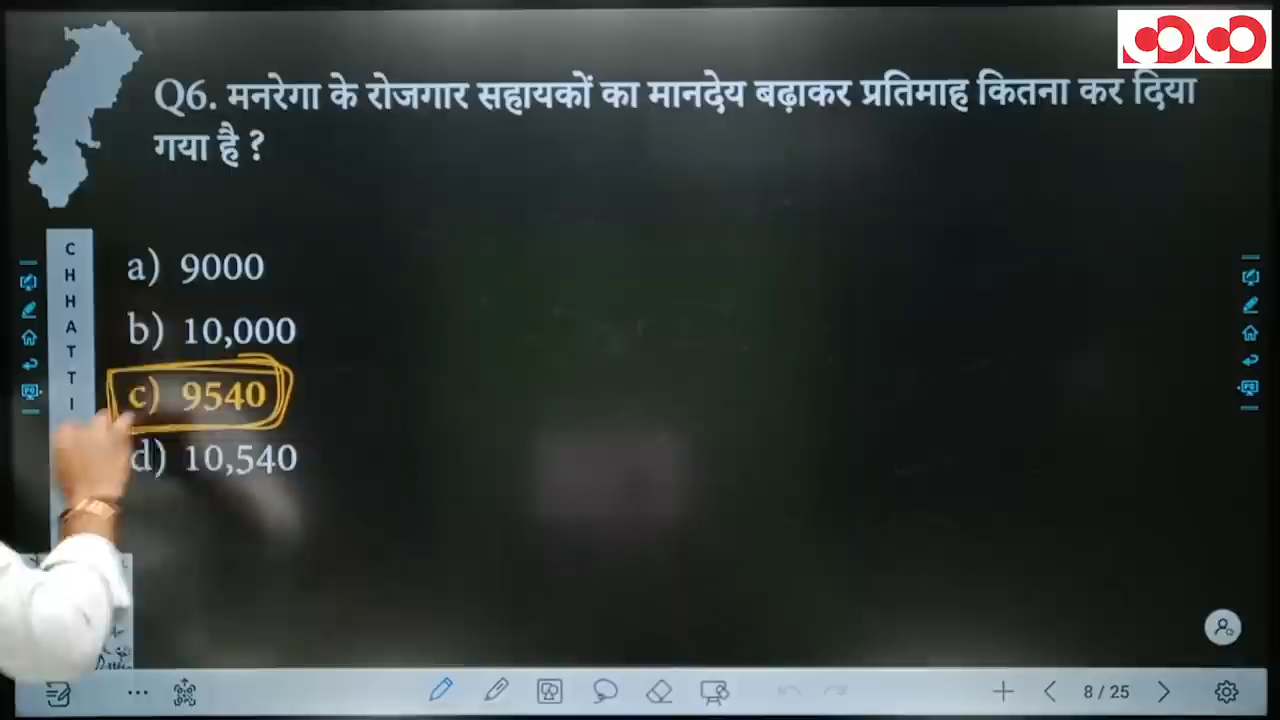 Q6. मनरेगा के रोजगार सहायकों का मानदेय बढ़ाकर प्रतिमाह कितना कर दिया
गया है ?
C
H
H
A
T
T
I
a) 9000
b) 10,000
c) 9540
d) 10,540
8 / 25